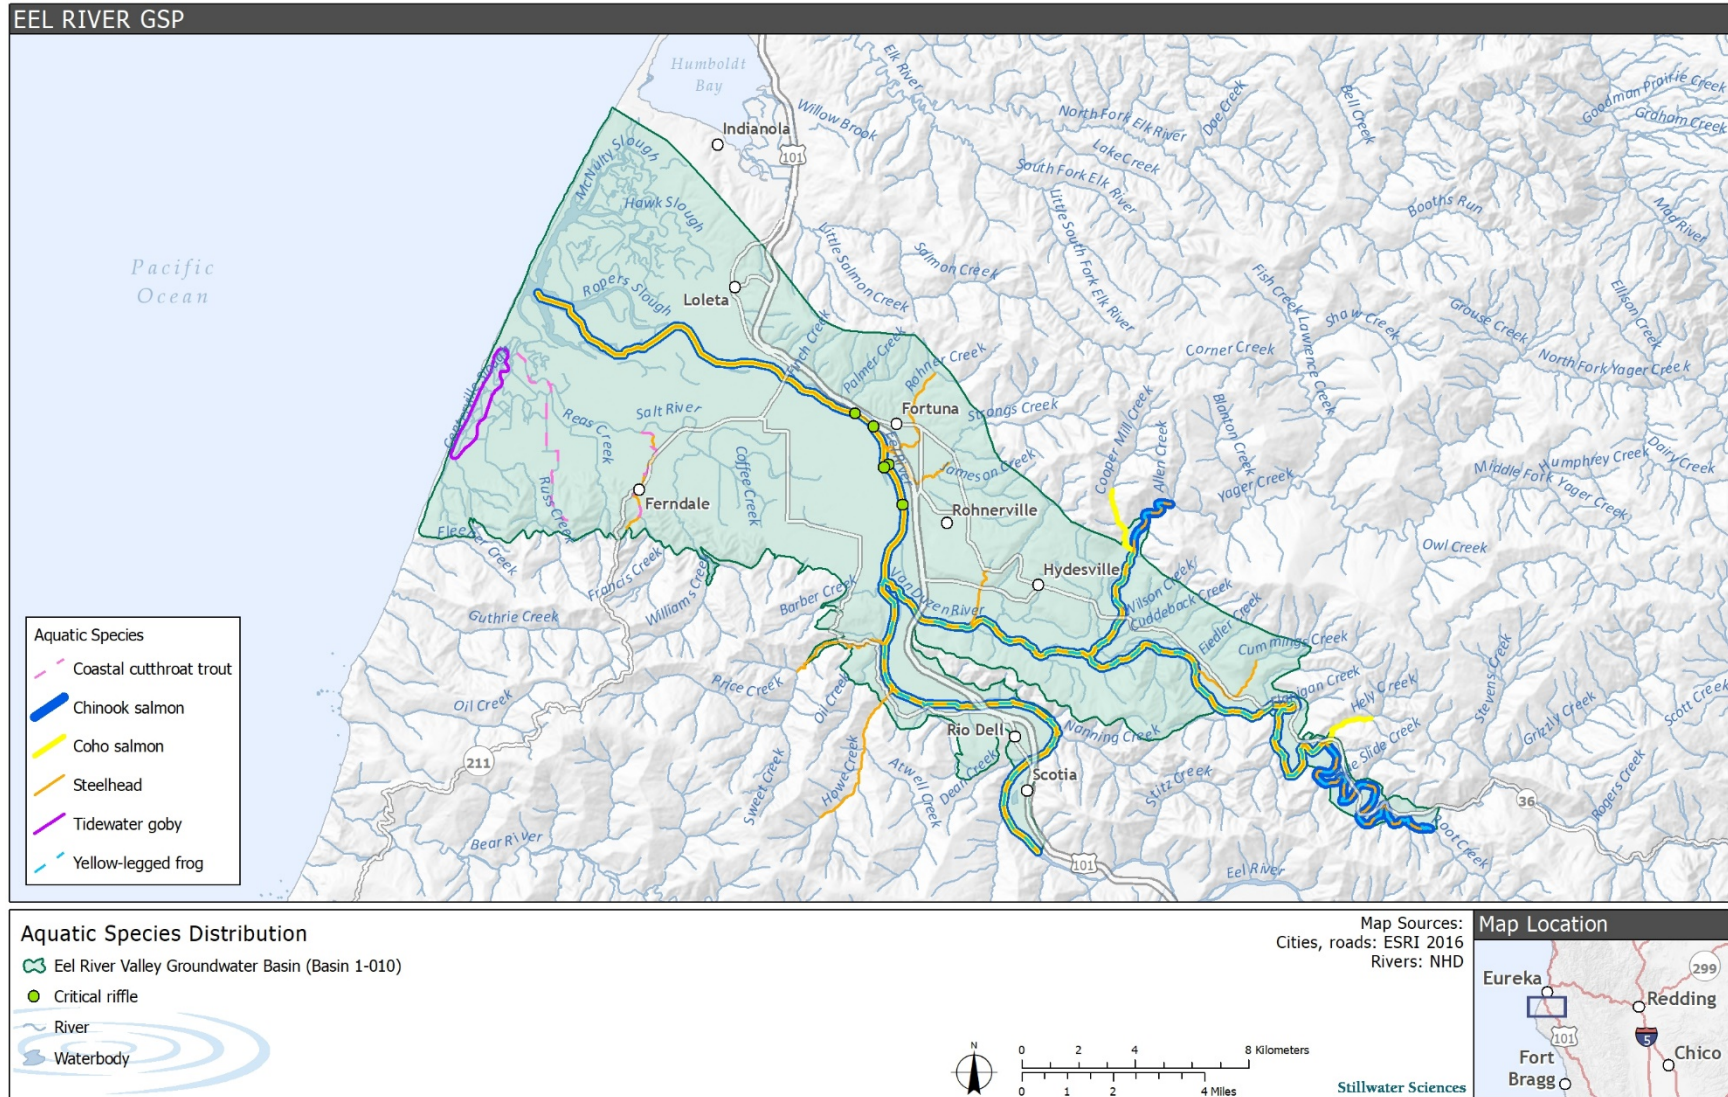 EEL RIVER GSP
Humboldt
Bay
Elk River
Willow Brook
North Fork Elk River
Doe Creek
Bell Creek
Goodman Prairie Creek
Graham Creek
Indianola
101
Lake Creek
South Fork Elk River
McNulty Slough
Hawk Slough
Little South Fork Elk River
Booths Run
Mad River
Pacific
Ocean
Little Salmon Creek
Salmon Creek
Ropers Slough
Loleta
Fish Creek
Lawrence Creek
Shaw Creek
Grouse Creek
Ellison Creek
North Fork Yager Creek
Corner Creek
Finch Creek
Palmer Creek
Rohner Creek
Strongs Creek
Fortuna
Salt River
Reas Creek
Coffee Creek
Russ Creek
Ferndale
Jameson Creek
Rohnerville
Cooper Mill Creek
Allen Creek
Blanton Creek
Yager Creek
Middle Fork Yager Creek
Humphrey Creek
Dairy Creek
Owl Creek
Fleener Creek
Francis Creek
Williams Creek
Guthrie Creek
Barber Creek
Van Duzen River
Hydesville
Wilson Creek
Cuddeback Creek
Fiedler Creek
Cummings Creek
Flanigan Creek
Hely Creek
Stevens Creek
Grizzly Creek
Scott Creek
Oil Creek
Price Creek
Oil Creek
Rio Dell
Nanning Creek
211
Sweet Creek
Howe Creek
Atwell Creek
Dean Creek
Scotia
Stitz Creek
Slide Creek
36
Rogers Creek
Root Creek
Bear River
101
Eel River
Aquatic Species
Coastal cutthroat trout
Chinook salmon
Coho salmon
Steelhead
Tidewater goby
Yellow-legged frog
Aquatic Species Distribution
Eel River Valley Groundwater Basin (Basin 1-010)
Critical riffle
River
Waterbody
N
0 2 4 8 Kilometers
0 1 2 4 Miles
Map Sources:
Cities, roads: ESRI 2016
Rivers: NHD
Stillwater Sciences
Map Location
299
Eureka
Redding
101
5
Chico
Fort
Bragg